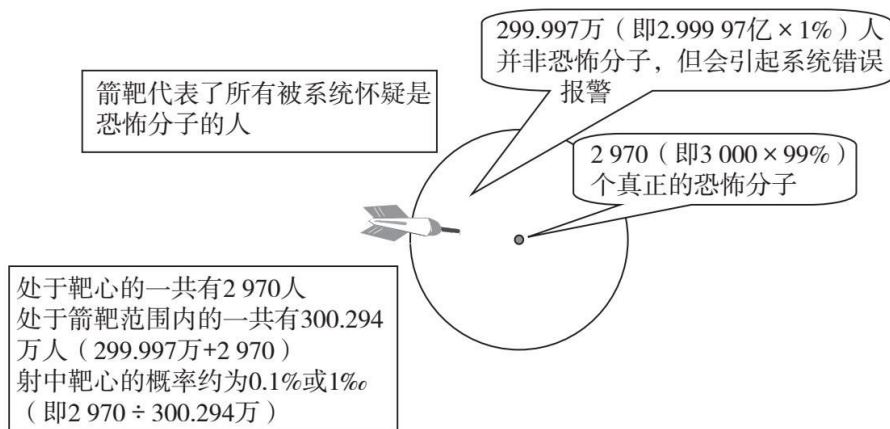 299.997万（即2.999 97亿×1%）人
并非恐怖分子，但会引起系统错误
报警
箭靶代表了所有被系统怀疑是
恐怖分子的人
2 970（即3 000×99%）
个真正的恐怖分子
处于靶心的一共有2 970人
处于箭靶范围内的一共有300.294
万人（299.997万+2 970）
射中靶心的概率约为0.1%或1‰
（即2 970÷300.294万）